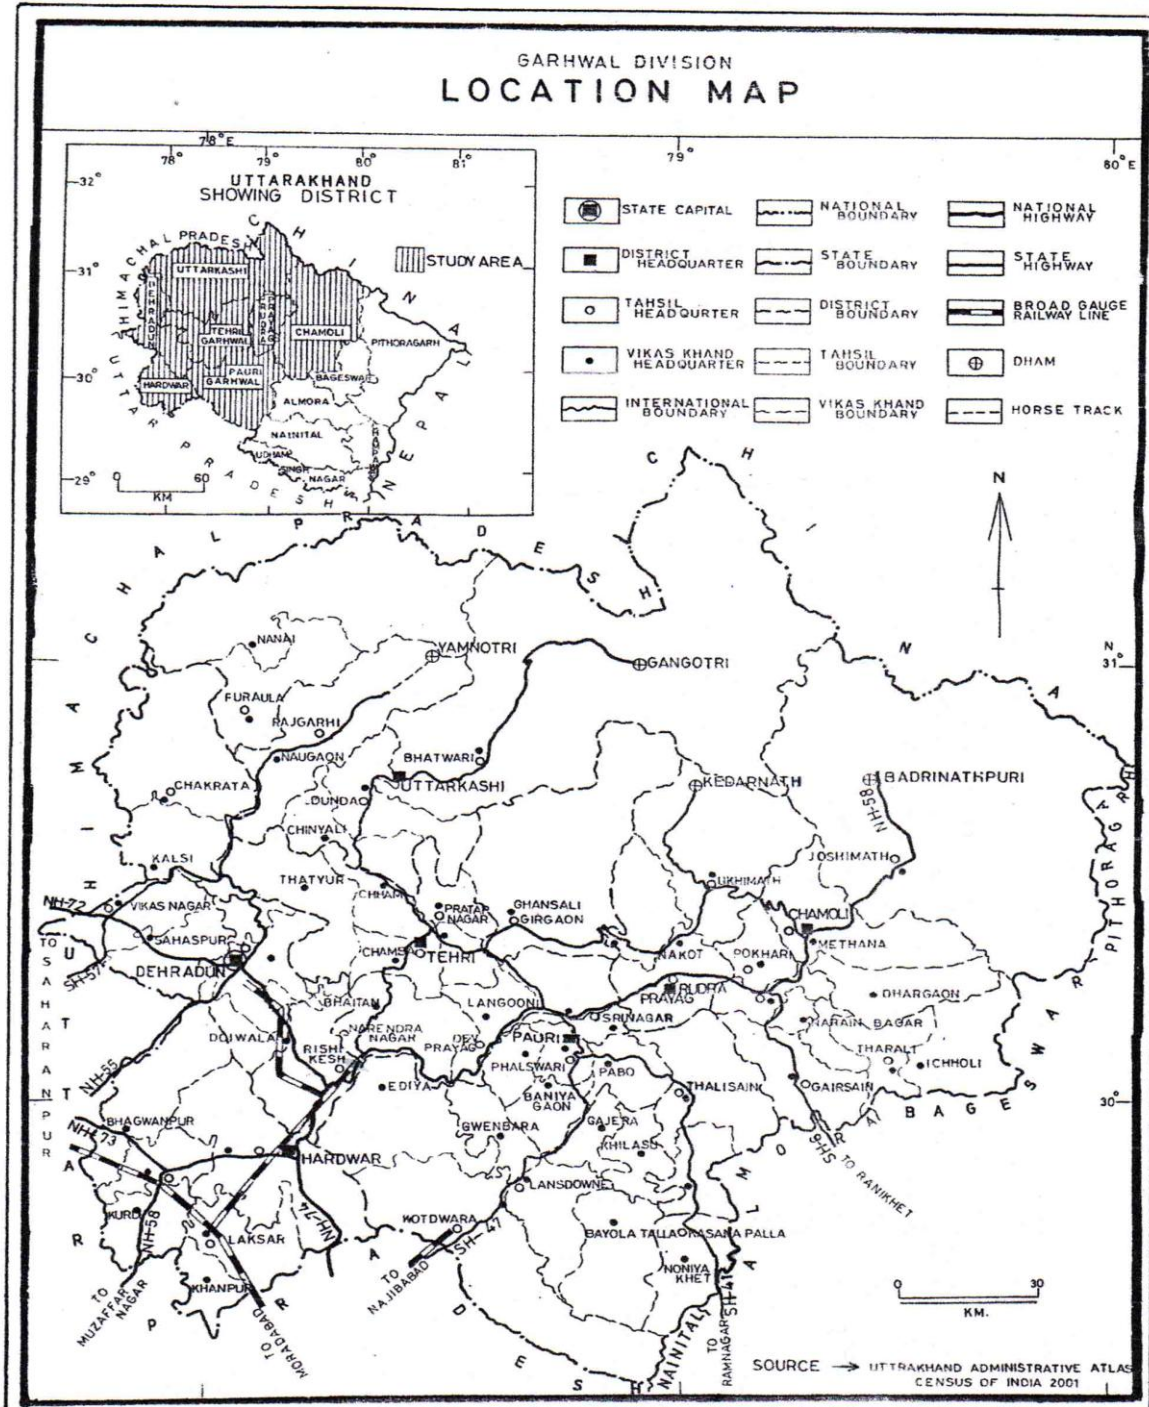 GARHWAL DIVISION
LOCATION MAP
78°E
78°
79°
80°
81°
79°
80°E
32°
31°
30°
29°
UTTARAKHAND
SHOWING DISTRICT
HIMACHAL PRADESH
CHINA
NEPAL
UTTAR PRADESH
STUDY AREA
UTTARKASHI
DEHRADUN
TEHRI
GARHWAL
RUDRA
PRAYAG
CHAMOLI
PITHORAGARH
PAURI
GARHWAL
HARDWAR
BAGESWAR
ALMORA
NAINITAL
UDHAM
SINGH
NAGAR
0 60
KM
STATE CAPITAL
DISTRICT
HEADQUARTER
TAHSIL
HEADQURTER
VIKAS KHAND
HEADQUARTER
INTERNATIONAL
BOUNDARY
NATIONAL
BOUNDARY
STATE
BOUNDARY
DISTRICT
BOUNDARY
TAHSIL
BOUNDARY
VIKAS KHAND
BOUNDARY
NATIONAL
HIGHWAY
STATE
HIGHWAY
BROAD GAUGE
RAILWAY LINE
DHAM
HORSE TRACK
N
HIMACHAL PRADESH
CHINA
N
31°
30°
NANAI
YAMNOTRI
GANGOTRI
PURAULA
RAJGARHI
NAUGAON
BHATWARI
UTTARKASHI
KEDARNATH
BADRINATHPURI
NH-58
CHAKRATA
DUNDA
CHINYALI
JOSHIMATH
KALSI
THATYUR
CHHAM
UKHIMATH
NH-72
VIKAS NAGAR
PRATAP
NAGAR
GHANSALI
GIRGAON
CHAMOLI
SAHASPUR
CHAMBA
TEHRI
NAKOT
POKHARI
METHANA
DEHRADUN
SH-57
TO
SAHARANPUR
BHAITAN
LANGOONI
RUDRA
PRAYAG
DHARGAON
NARENDRA
NAGAR
DEV
PRAYAG
SRINAGAR
NARAIN BAGAR
DOIWALA
RISHI
KESH
PAURI
THARALI
NH-55
PHALSWARI
PABO
ICHHOLI
EDIYA
BANIYA
GAON
THALISAIN
GAIRSAIN
BHAGWANPUR
NH-73
GWENBARA
GAJERA
KHILASU
SH-6
TO RANIKHET
HARDWAR
LANSDOWNE
KURDI
NH-58
NH-74
KOTDWARA
SH-47
BAYOLA TALLA
KASANA PALLA
LAKSAR
KHANPUR
NONIYA
KHET
TO
MUZAFFAR
NAGAR
TO
MORADABAD
TO
NAJIBABAD
SH-41
TO
RAMNAGAR
UTTAR PRADESH
NAINITAL
ALMORA
BAGESWAR
PITHORAGARH
0 30
KM.
SOURCE → UTTRAKHAND ADMINISTRATIVE ATLAS
CENSUS OF INDIA 2001